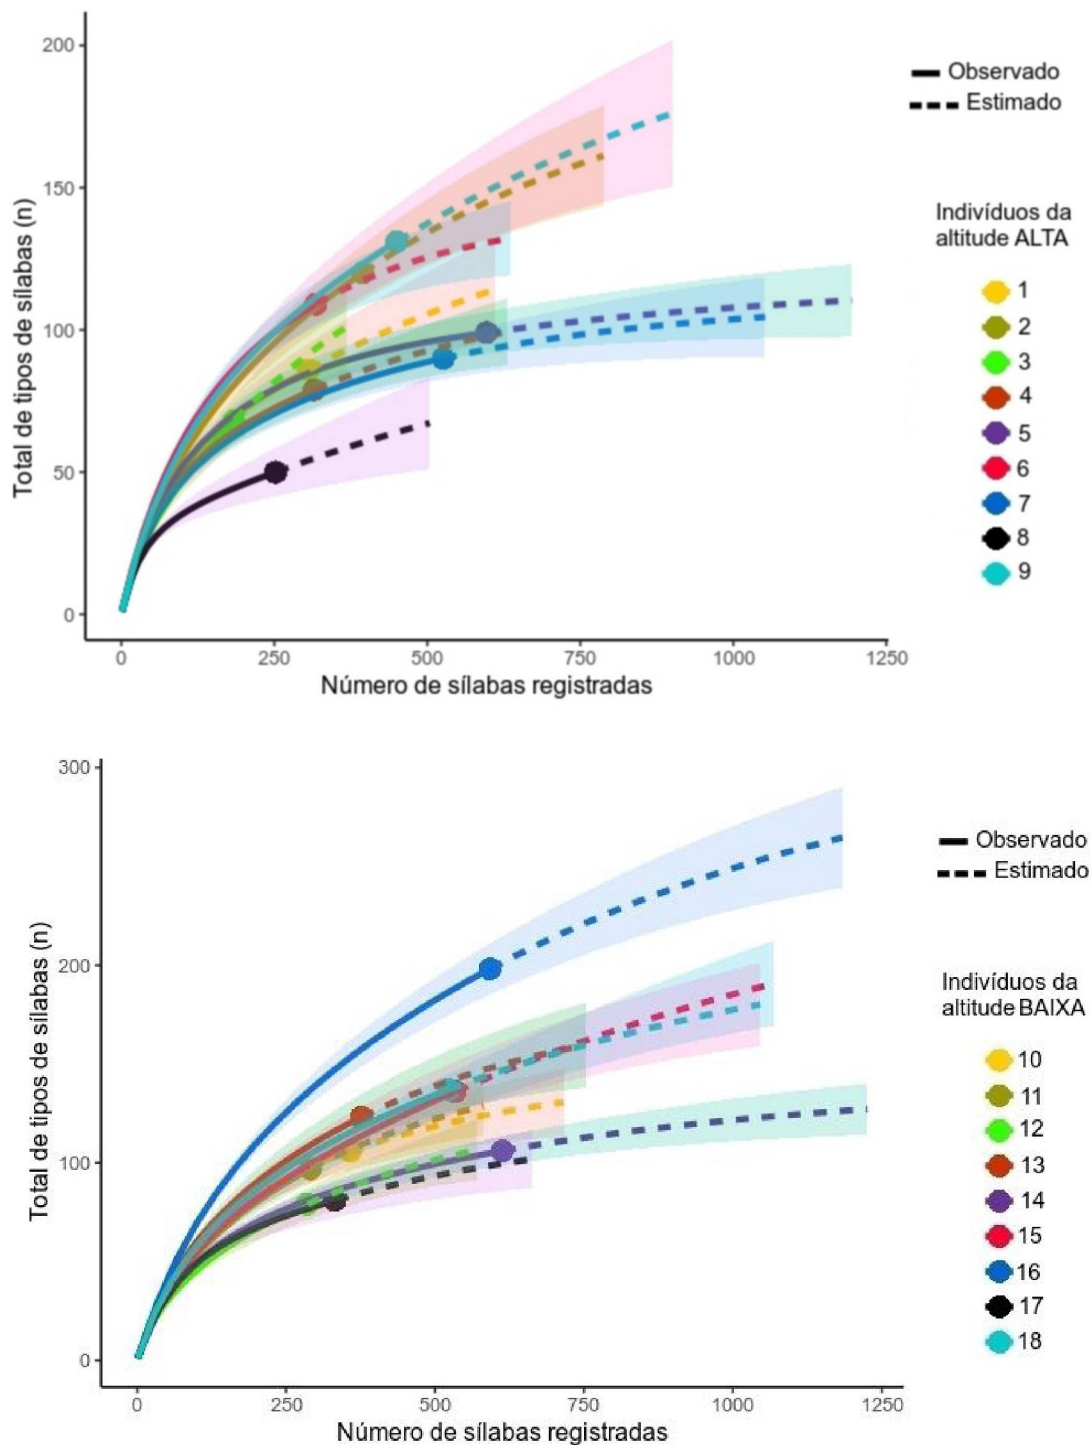 200
150
100
50
0
Total de tipos de sílabas (n)
0 250 500 750 1000 1250
Número de sílabas registradas
Observado
Estimado
Indivíduos da
altitude ALTA
1
2
3
4
5
6
7
8
9
300
200
100
0
Total de tipos de sílabas (n)
0 250 500 750 1000 1250
Número de sílabas registradas
Observado
Estimado
Indivíduos da
altitude BAIXA
10
11
12
13
14
15
16
17
18